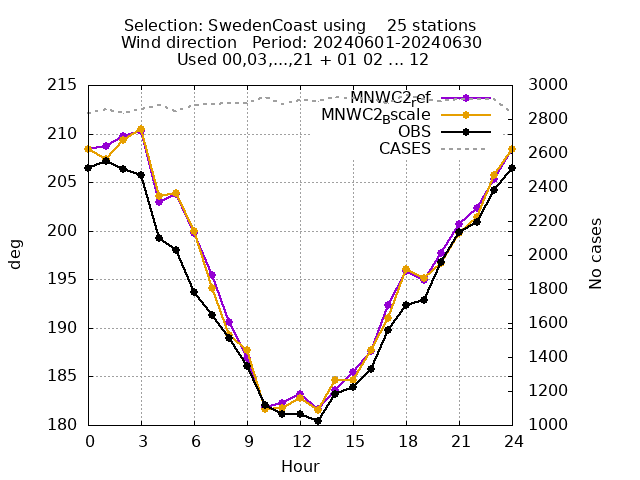 Selection: SwedenCoast using    25 stations
Wind direction   Period: 20240601-20240630
Used 00,03,...,21 + 01 02 ... 12
215
210
205
200
195
190
185
180
deg
3000
2800
2600
2400
2200
2000
1800
1600
1400
1200
1000
No cases
MNWC2ref
MNWC2Bscale
OBS
CASES
0 3 6 9 12 15 18 21 24
Hour